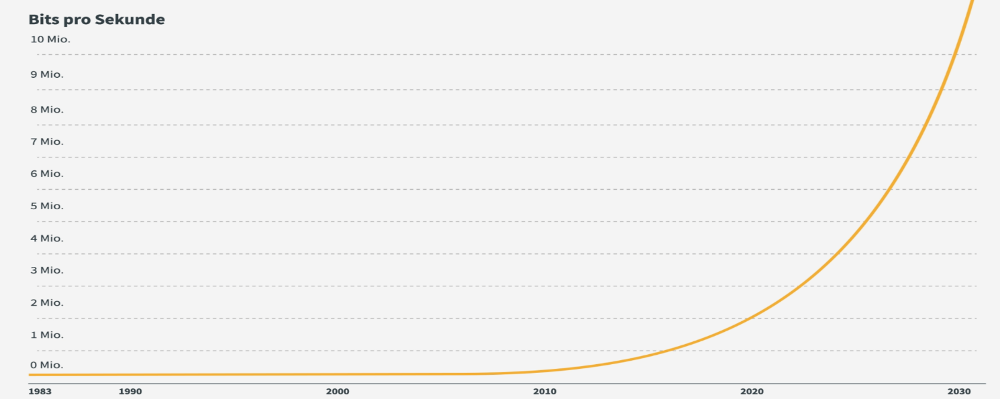 Bits pro Sekunde
10 Mio.
9 Mio.
8 Mio.
7 Mio.
6 Mio.
5 Mio.
4 Mio.
3 Mio.
2 Mio.
1 Mio.
0 Mio.
1983 1990 2000 2010 2020 2030